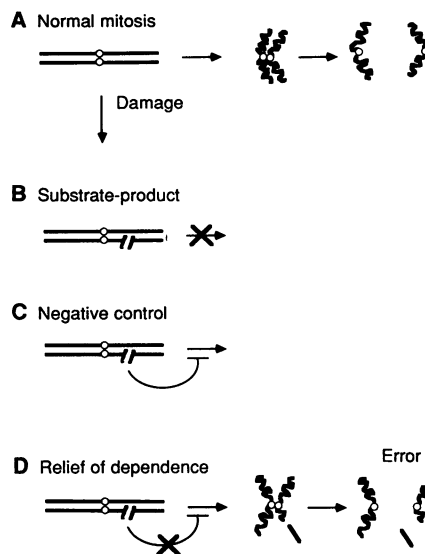 A Normal mitosis
Damage
B Substrate-product
C Negative control
D Relief of dependence
Error